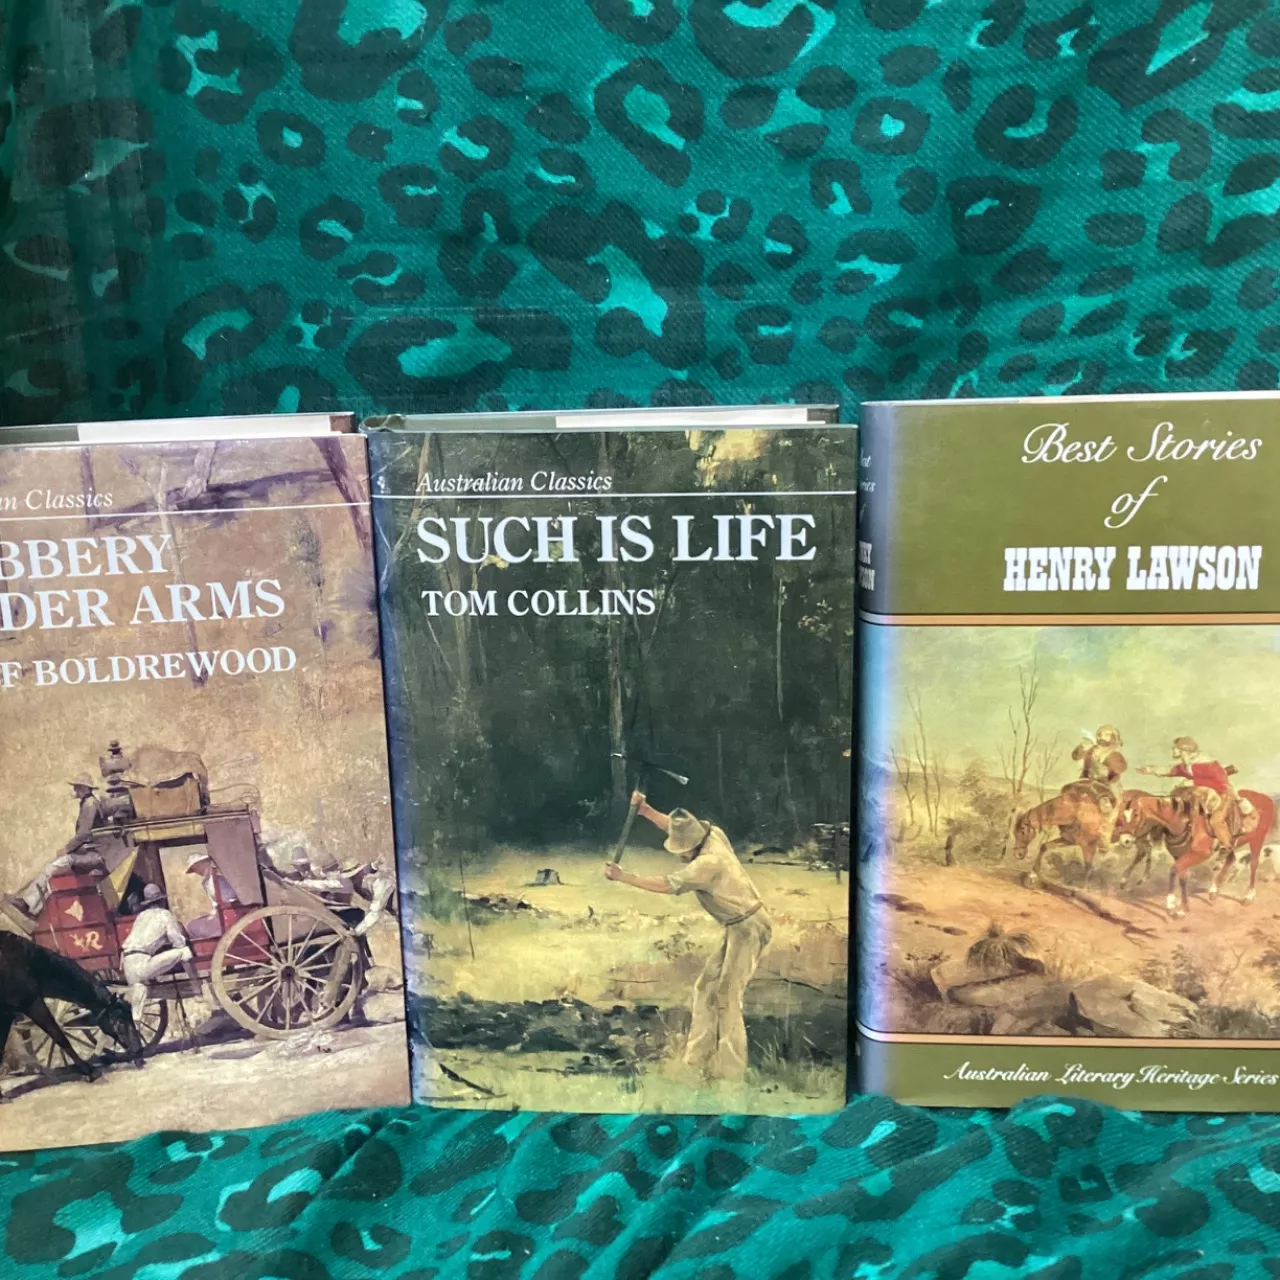 an Classics
BBERY
DER ARMS
F BOLDREWOOD
R
Australian Classics
SUCH IS LIFE
TOM COLLINS
Best Stories
of
HENRY LAWSON
Australian Literary Heritage Series